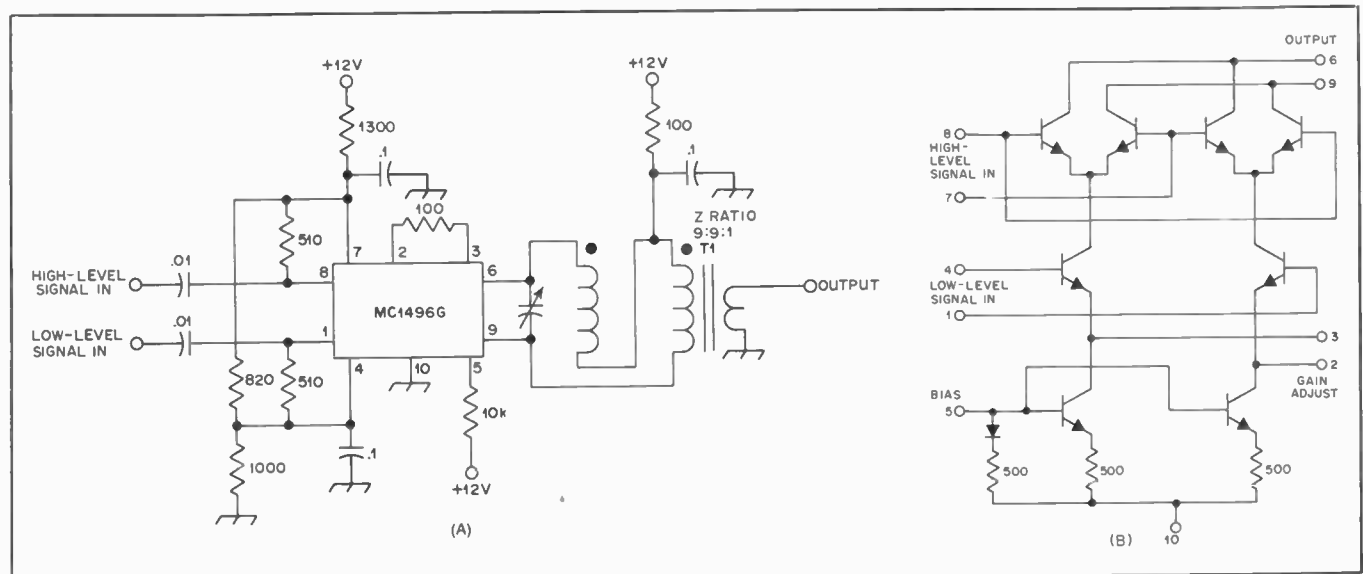 +12V
1300
.1
510
100
2
3
7
HIGH-LEVEL
SIGNAL IN
.01
8
6
MC1496G
LOW-LEVEL
SIGNAL IN
.01
1
9
4
10
5
820
510
10k
.1
1000
+12V
(A)
+12V
100
.1
Z RATIO
9:9:1
T1
OUTPUT
OUTPUT
6
9
8
HIGH-
LEVEL
SIGNAL IN
7
4
LOW-LEVEL
SIGNAL IN
1
3
2
GAIN
ADJUST
BIAS
5
500
500
500
10
(B)